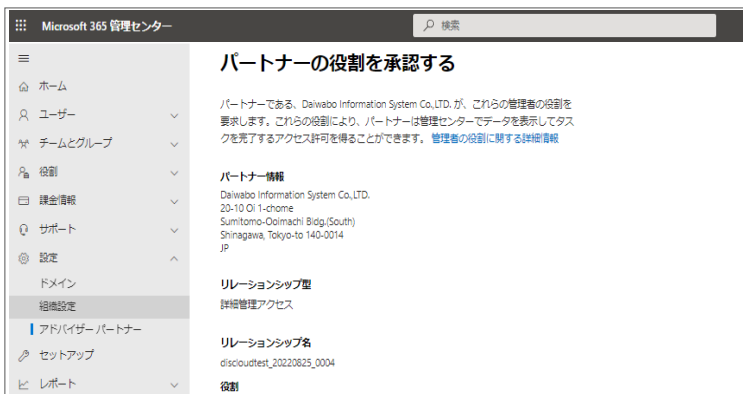 Microsoft 365 管理センター
検索
ホーム
ユーザー
チームとグループ
役割
課金情報
サポート
設定
ドメイン
組織設定
アドバイザー パートナー
セットアップ
レポート
パートナーの役割を承認する
パートナーである、Daiwabo Information System Co.,LTD. が、これらの管理者の役割を
要求します。これらの役割により、パートナーは管理センターでデータを表示してタス
クを完了するアクセス許可を得ることができます。 管理者の役割に関する詳細情報
パートナー情報
Daiwabo Information System Co.,LTD.
20-10 Oi 1-chome
Sumitomo-Ooimachi Bldg.(South)
Shinagawa, Tokyo-to 140-0014
JP
リレーションシップ型
詳細管理アクセス
リレーションシップ名
discloudtest_20220825_0004
役割